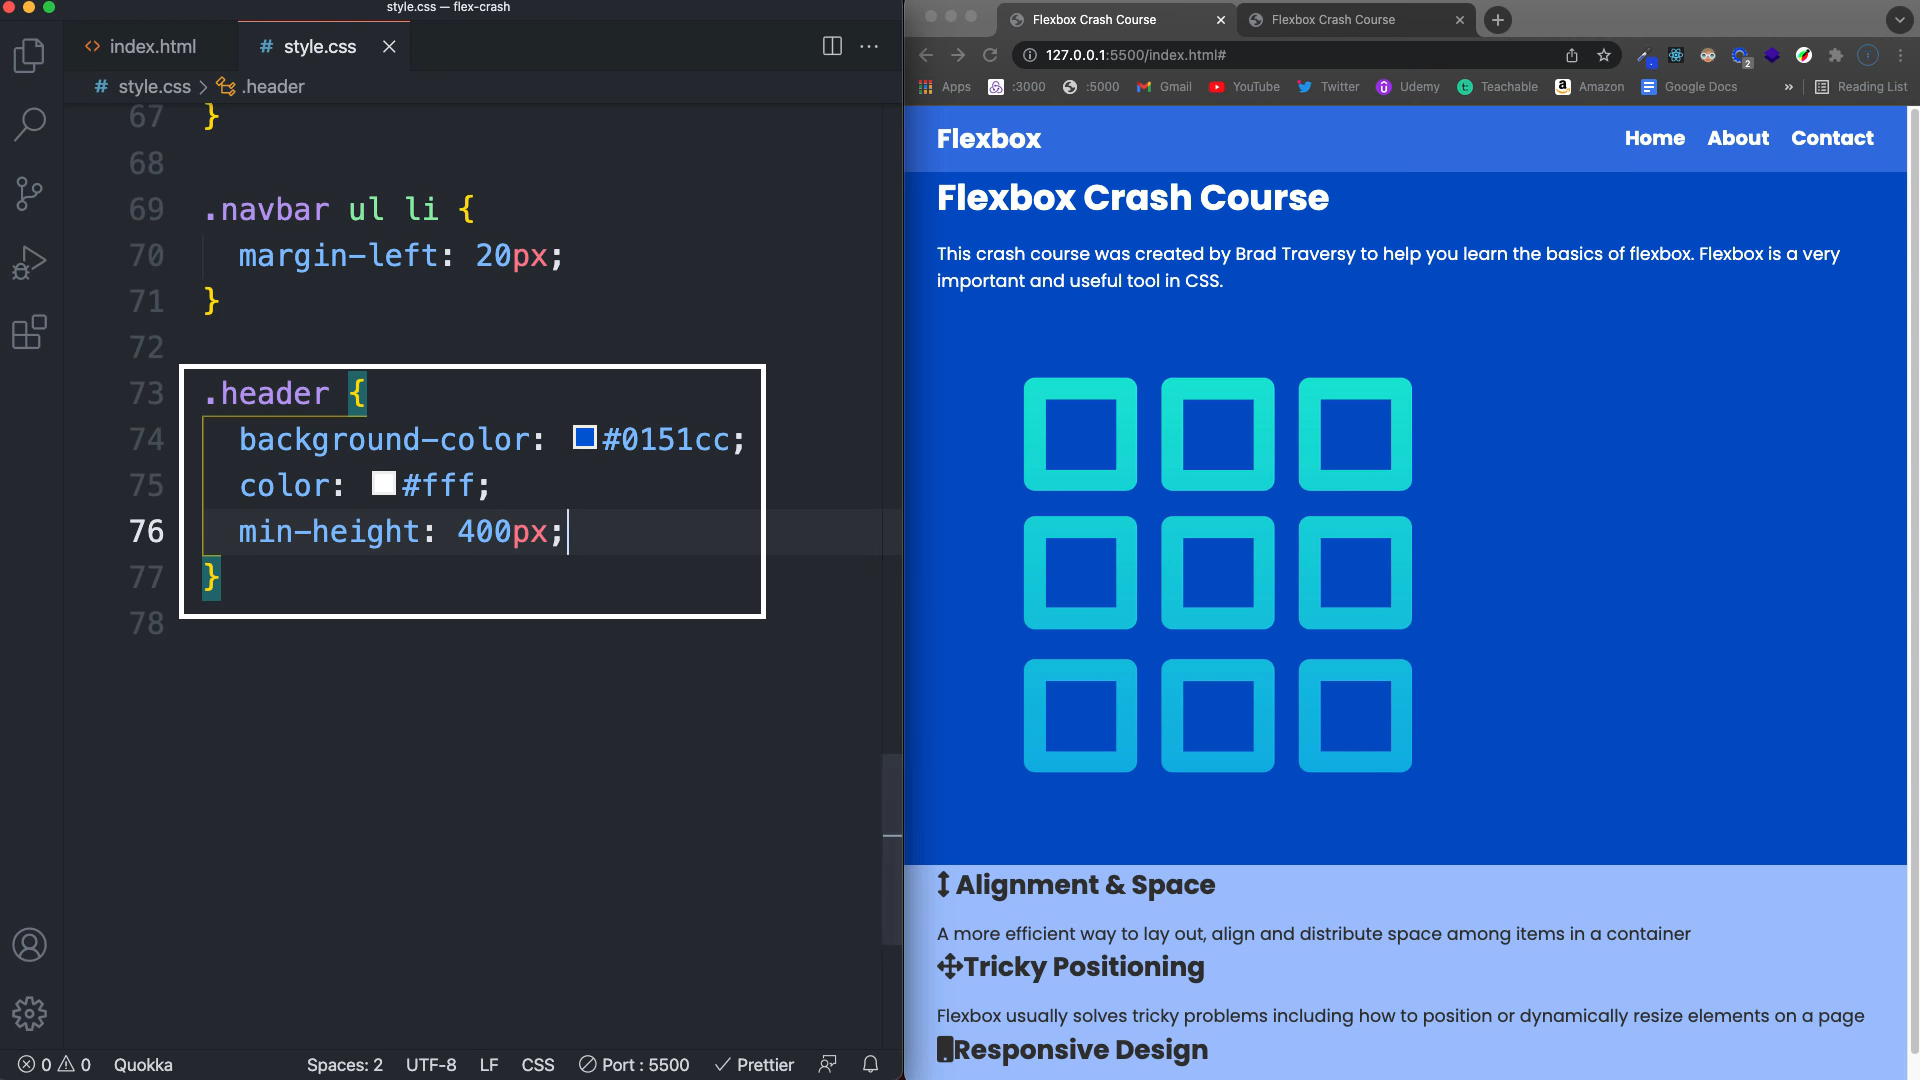 style.css — flex-crash
index.html
# style.css
# style.css > .header
67 }
68
69 .navbar ul li {
70 margin-left: 20px;
71 }
72
73 .header {
74 background-color: #0151cc;
75 color: #fff;
76 min-height: 400px;
77 }
78
0 0 Quokka Spaces: 2 UTF-8 LF CSS Port : 5500 Prettier
Flexbox Crash Course
Flexbox Crash Course
127.0.0.1:5500/index.html#
2
Apps :3000 :5000 Gmail YouTube Twitter Udemy Teachable Amazon Google Docs » Reading List
Flexbox Home About Contact
Flexbox Crash Course
This crash course was created by Brad Traversy to help you learn the basics of flexbox. Flexbox is a very
important and useful tool in CSS.
Alignment & Space
A more efficient way to lay out, align and distribute space among items in a container
Tricky Positioning
Flexbox usually solves tricky problems including how to position or dynamically resize elements on a page
Responsive Design